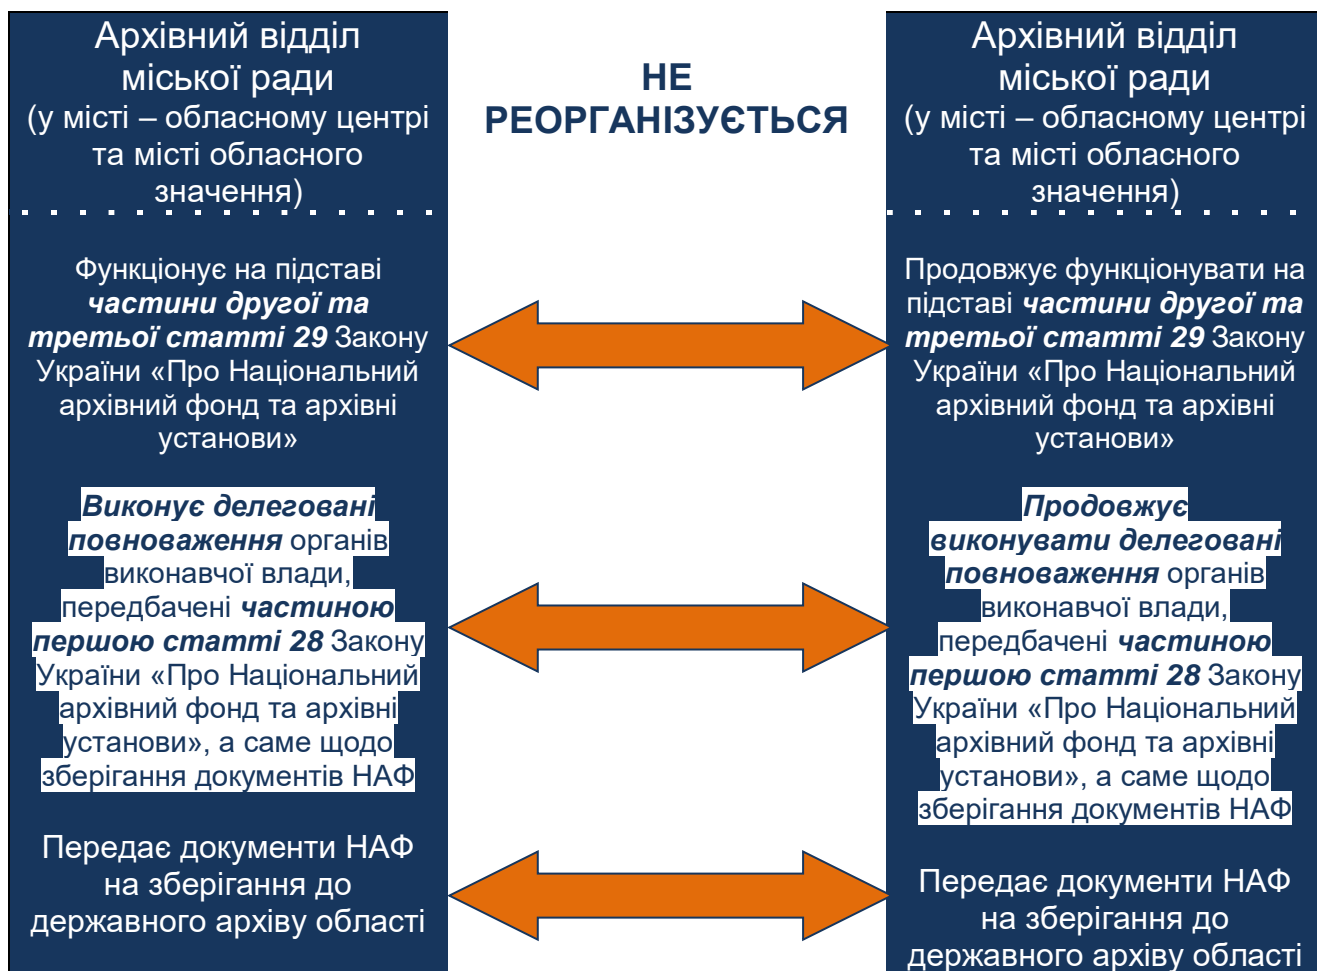 Архівний відділ
міської ради
(у місті – обласному центрі
та місті обласного
значення)
Функціонує на підставі
частини другої та
третьої статті 29 Закону
України «Про Національний
архівний фонд та архівні
установи»
Виконує делеговані
повноваження органів
виконавчої влади,
передбачені частиною
першою статті 28 Закону
України «Про Національний
архівний фонд та архівні
установи», а саме щодо
зберігання документів НАФ
Передає документи НАФ
на зберігання до
державного архіву області
НЕ
РЕОРГАНІЗУЄТЬСЯ
Архівний відділ
міської ради
(у місті – обласному центрі
та місті обласного
значення)
Продовжує функціонувати на
підставі частини другої та
третьої статті 29 Закону
України «Про Національний
архівний фонд та архівні
установи»
Продовжує
виконувати делеговані
повноваження органів
виконавчої влади,
передбачені частиною
першою статті 28 Закону
України «Про Національний
архівний фонд та архівні
установи», а саме щодо
зберігання документів НАФ
Передає документи НАФ
на зберігання до
державного архіву області